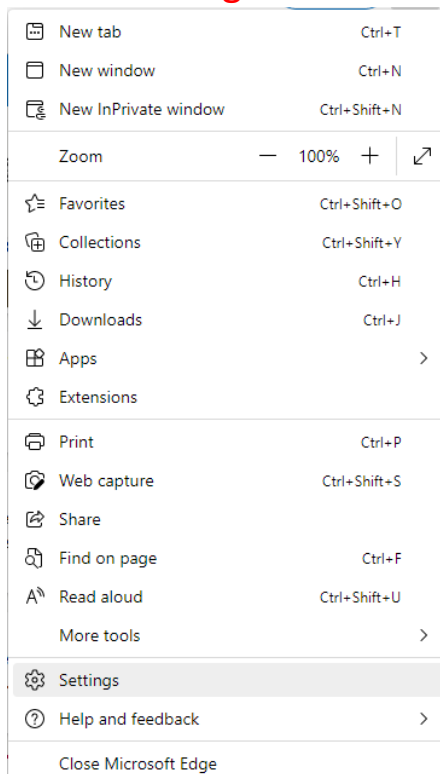 New tab Ctrl+T
New window Ctrl+N
New InPrivate window Ctrl+Shift+N
Zoom — 100% +
Favorites Ctrl+Shift+O
Collections Ctrl+Shift+Y
History Ctrl+H
Downloads Ctrl+J
Apps
Extensions
Print Ctrl+P
Web capture Ctrl+Shift+S
Share
Find on page Ctrl+F
Read aloud Ctrl+Shift+U
More tools
Settings
Help and feedback
Close Microsoft Edge